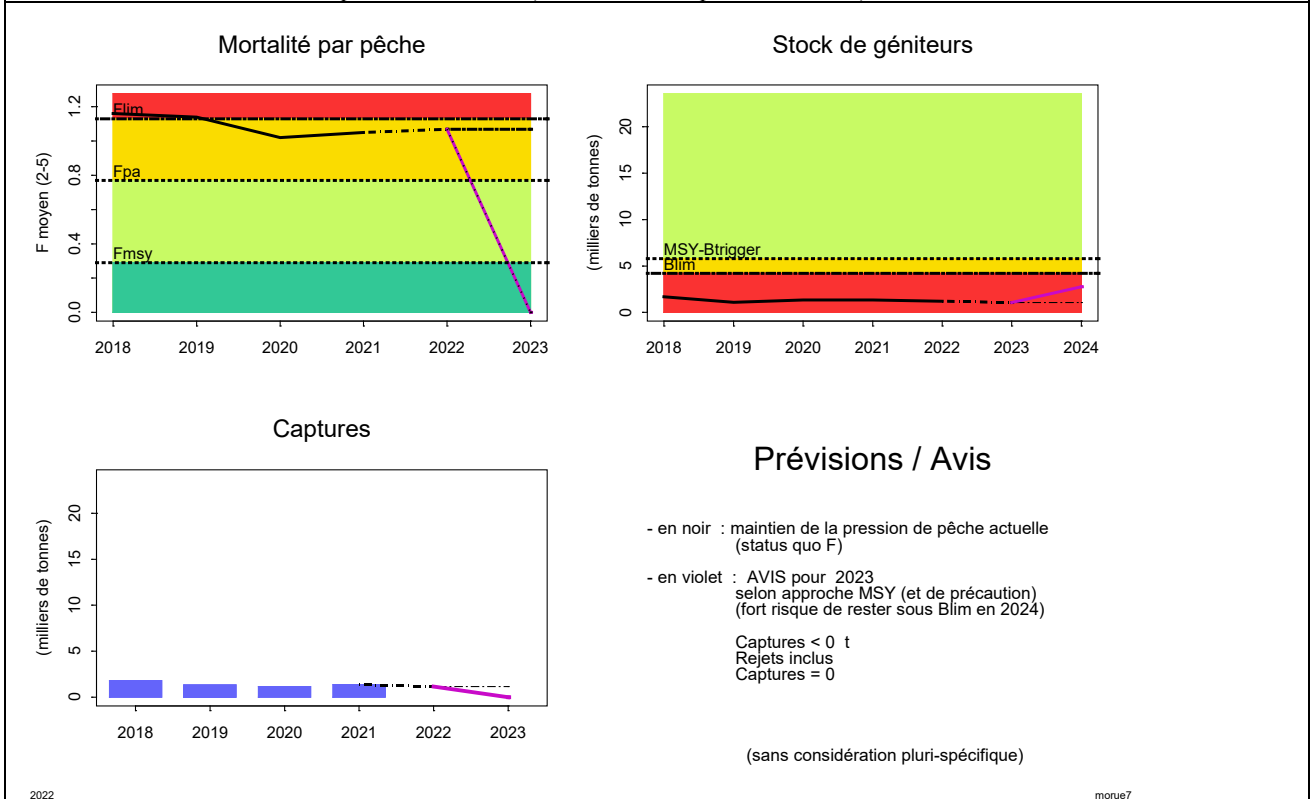 Mortalité par pêche
F moyen (2-5)
1.2
0.8
0.4
0.0
Flim
Fpa
Fmsy
2018 2019 2020 2021 2022 2023
Stock de géniteurs
(milliers de tonnes)
20
15
10
5
0
MSY-Btrigger
Blim
2018 2019 2020 2021 2022 2023 2024
Captures
(milliers de tonnes)
20
15
10
5
0
2018 2019 2020 2021 2022 2023
Prévisions / Avis
- en noir : maintien de la pression de pêche actuelle
(status quo F)
- en violet : AVIS pour 2023
selon approche MSY (et de précaution)
(fort risque de rester sous Blim en 2024)
Captures < 0 t
Rejets inclus
Captures = 0
(sans considération pluri-spécifique)
2022
morue7